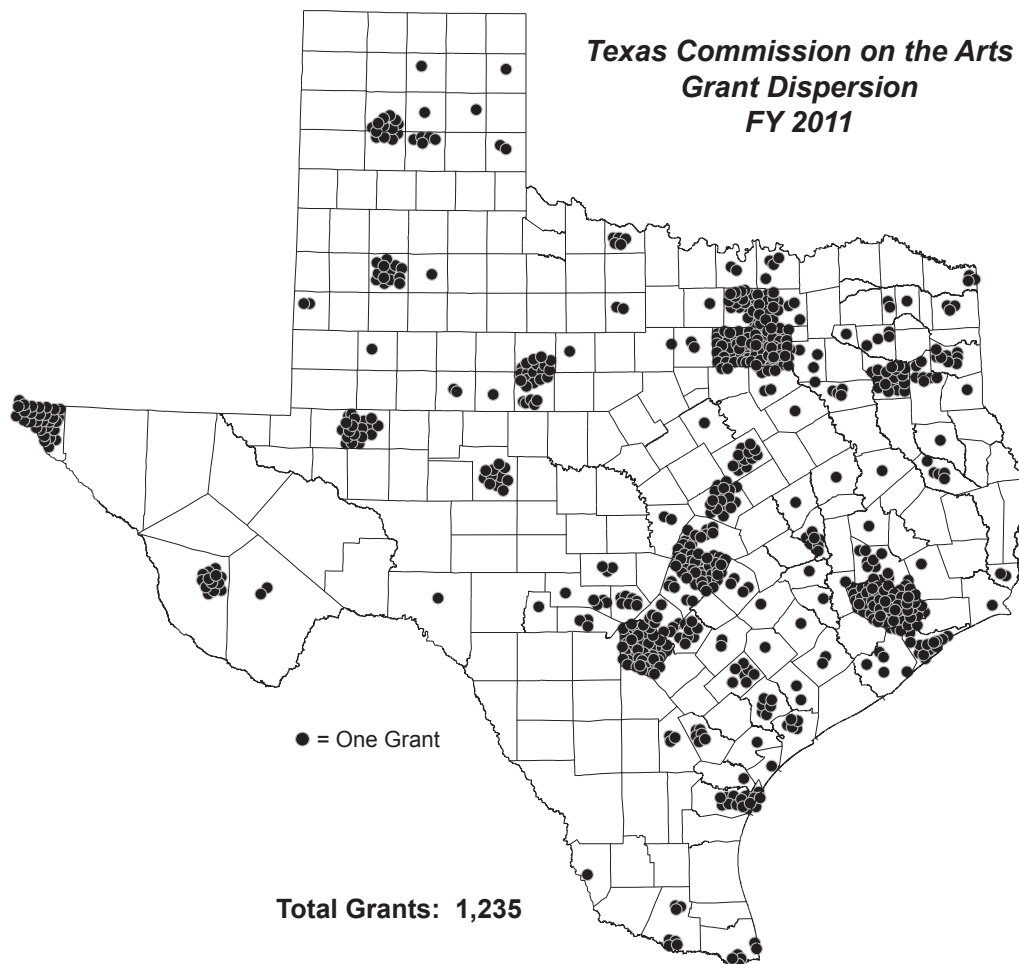 Texas Commission on the Arts
Grant Dispersion
FY 2011
= One Grant
Total Grants: 1,235